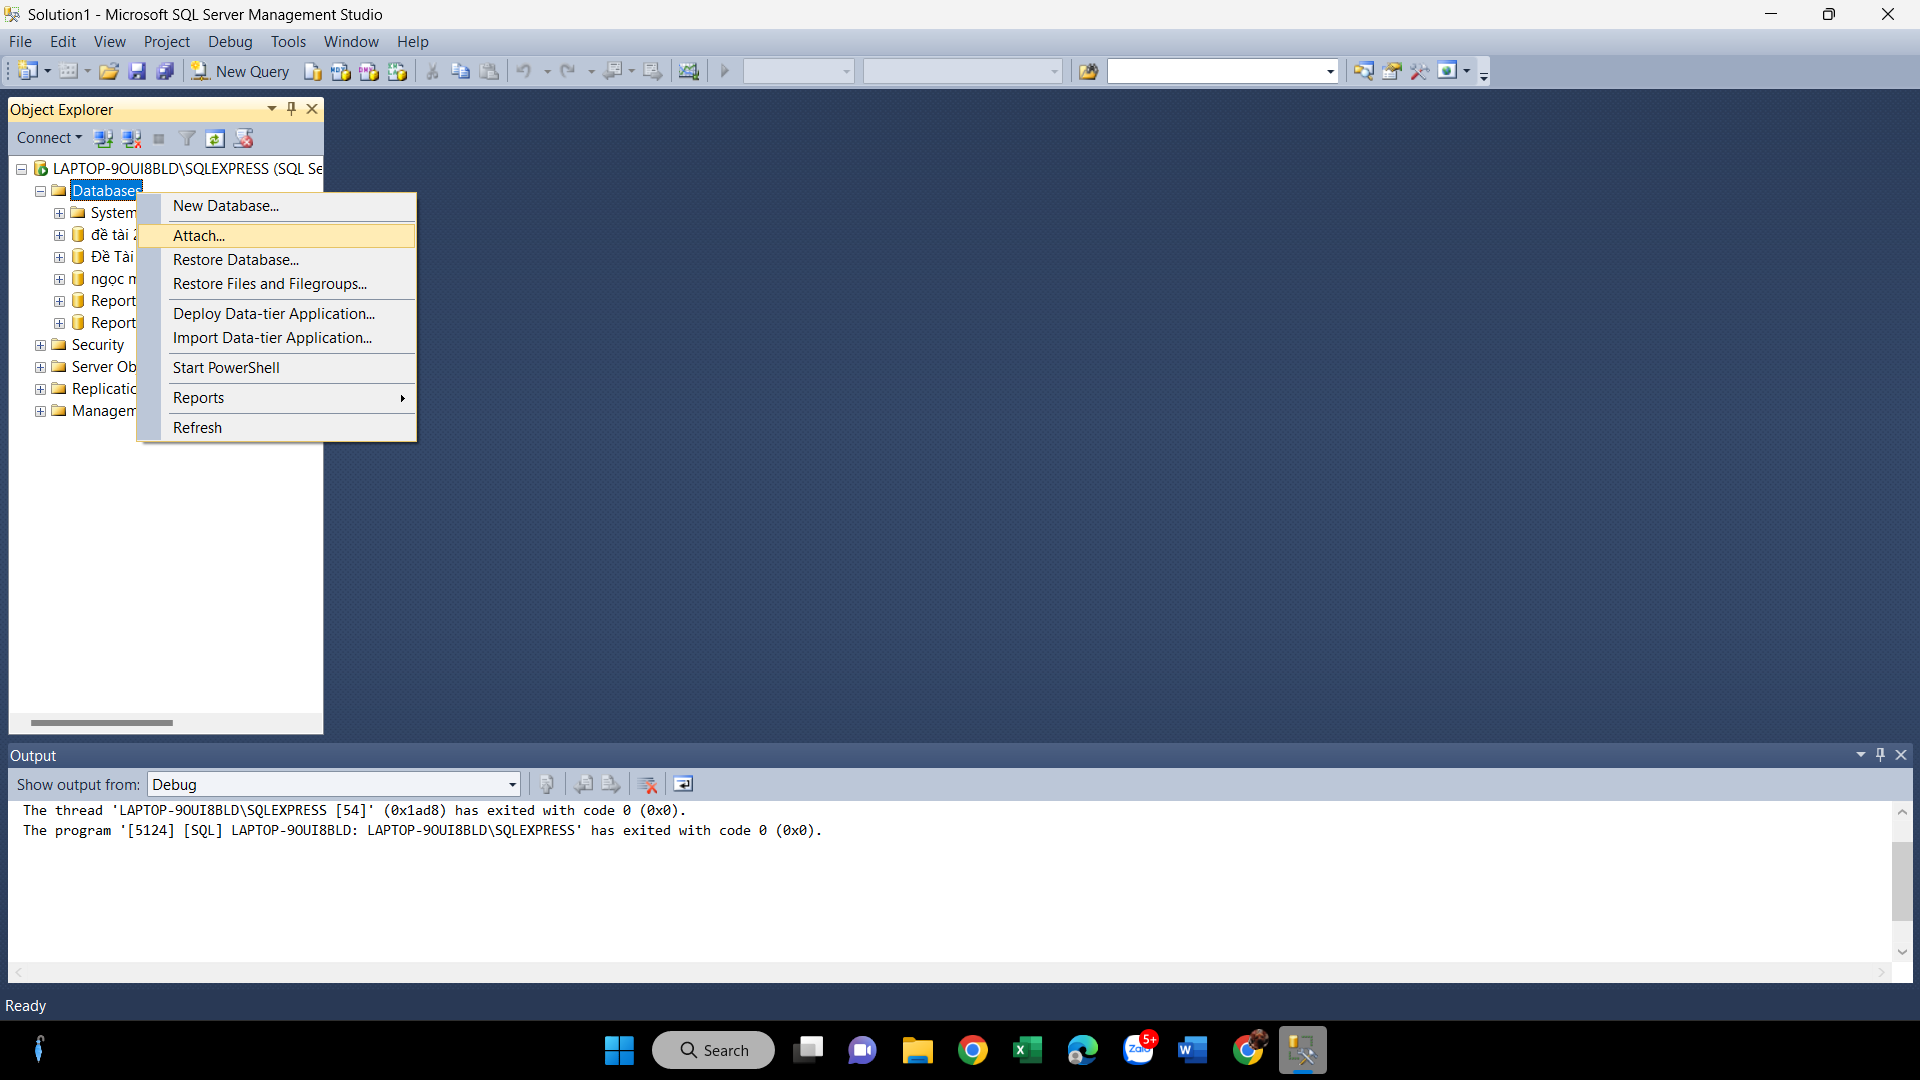 Solution1 - Microsoft SQL Server Management Studio
File Edit View Project Debug Tools Window Help
New Query
Object Explorer
Connect
LAPTOP-9OUI8BLD\SQLEXPRESS (SQL Se
Databases
System
đề tài
Đề Tài
ngọc
Report
Report
Security
Server Ob
Replicatio
Managem
New Database...
Attach...
Restore Database...
Restore Files and Filegroups...
Deploy Data-tier Application...
Import Data-tier Application...
Start PowerShell
Reports
Refresh
Output
Show output from: Debug
The thread 'LAPTOP-9OUI8BLD\SQLEXPRESS [54]' (0x1ad8) has exited with code 0 (0x0).
The program '[5124] [SQL] LAPTOP-9OUI8BLD: LAPTOP-9OUI8BLD\SQLEXPRESS' has exited with code 0 (0x0).
Ready
Search
Zalo
5+